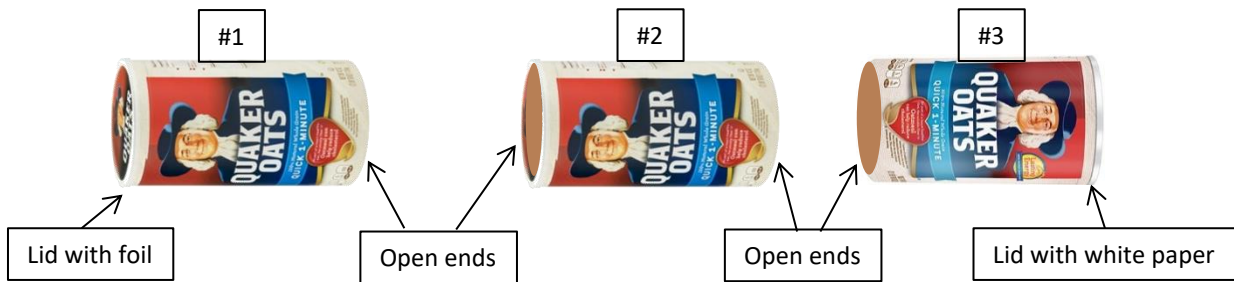 #1
#2
#3
QUAKER
OATS
QUICK 1-MINUTE
QUAKER
OATS
QUICK 1-MINUTE
QUAKER
OATS
QUICK 1-MINUTE
Lid with foil
Open ends
Open ends
Lid with white paper